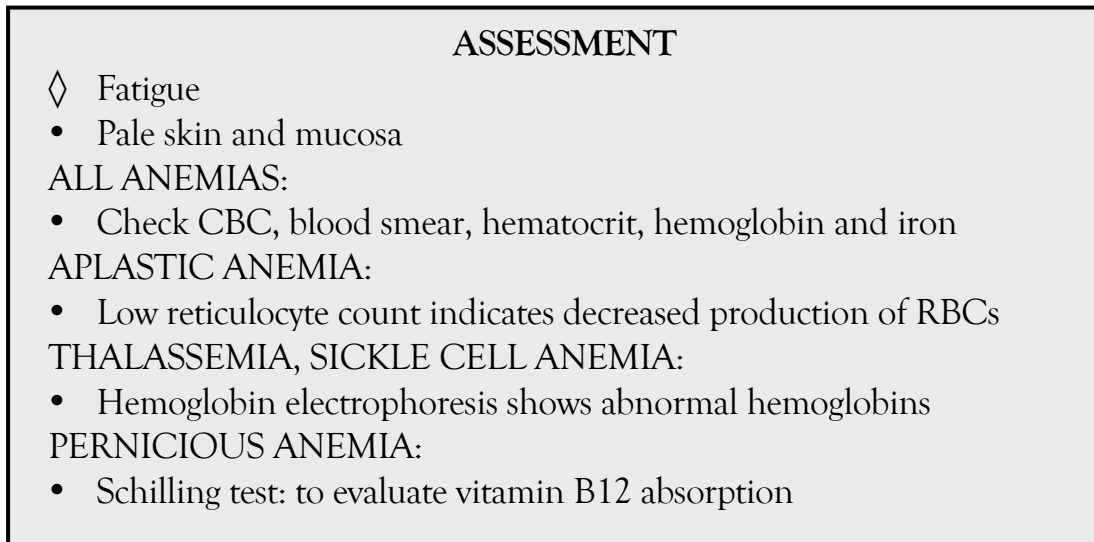 ASSESSMENT
◊ Fatigue
• Pale skin and mucosa
ALL ANEMIAS:
• Check CBC, blood smear, hematocrit, hemoglobin and iron
APLASTIC ANEMIA:
• Low reticulocyte count indicates decreased production of RBCs
THALASSEMIA, SICKLE CELL ANEMIA:
• Hemoglobin electrophoresis shows abnormal hemoglobins
PERNICIOUS ANEMIA:
• Schilling test: to evaluate vitamin B12 absorption